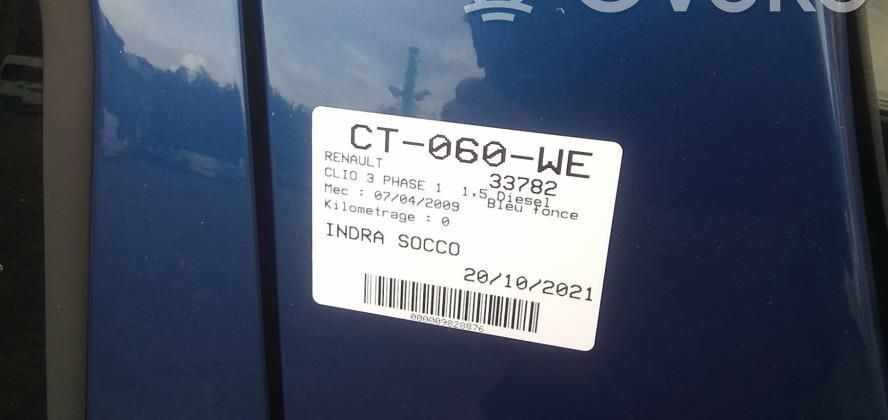 CT-060-WE
RENAULT 33782
CLIO 3 PHASE 1 1,5 Diesel
Mec : 07/04/2009 Bleu fonce
Kilometrage : 0
INDRA SOCCO
20/10/2021
000009828876